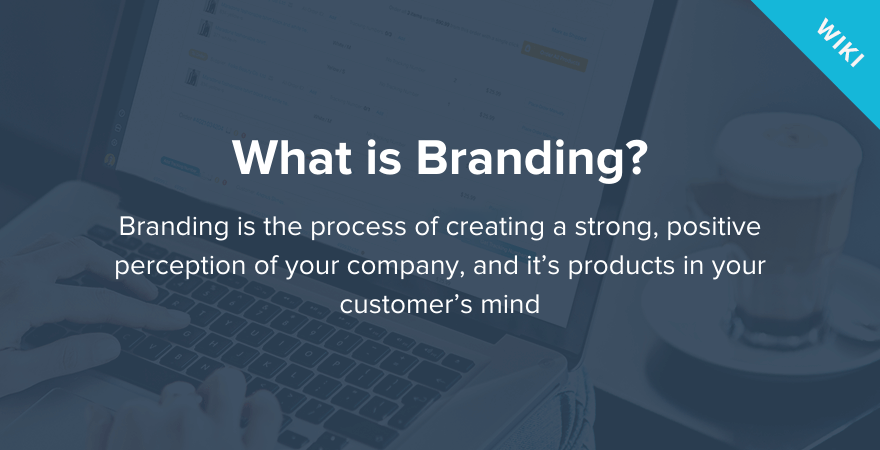 WIKI
What is Branding?
Branding is the process of creating a strong, positive
perception of your company, and it’s products in your
customer’s mind